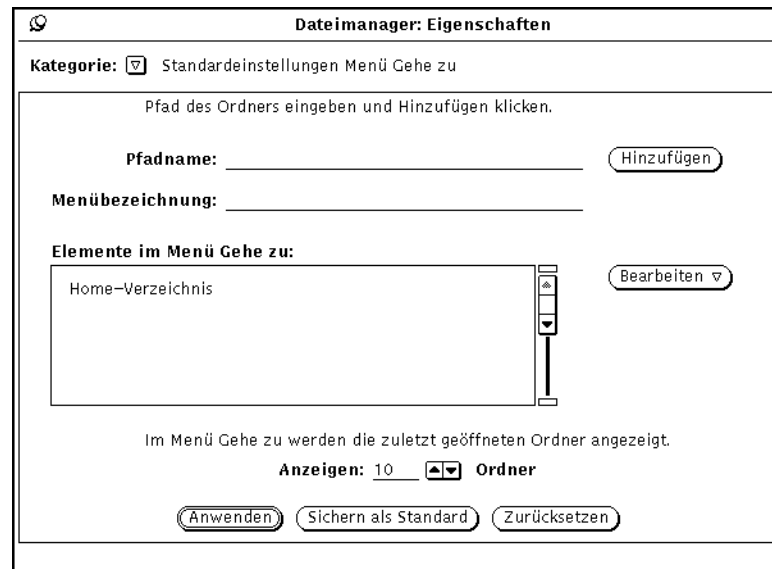 Dateimanager: Eigenschaften
Kategorie: Standardeinstellungen Menü Gehe zu
Pfad des Ordners eingeben und Hinzufügen klicken.
Pfadname: Hinzufügen
Menübezeichnung:
Elemente im Menü Gehe zu:
Home–Verzeichnis
Bearbeiten
Im Menü Gehe zu werden die zuletzt geöffneten Ordner angezeigt.
Anzeigen: 10 Ordner
Anwenden Sichern als Standard Zurücksetzen